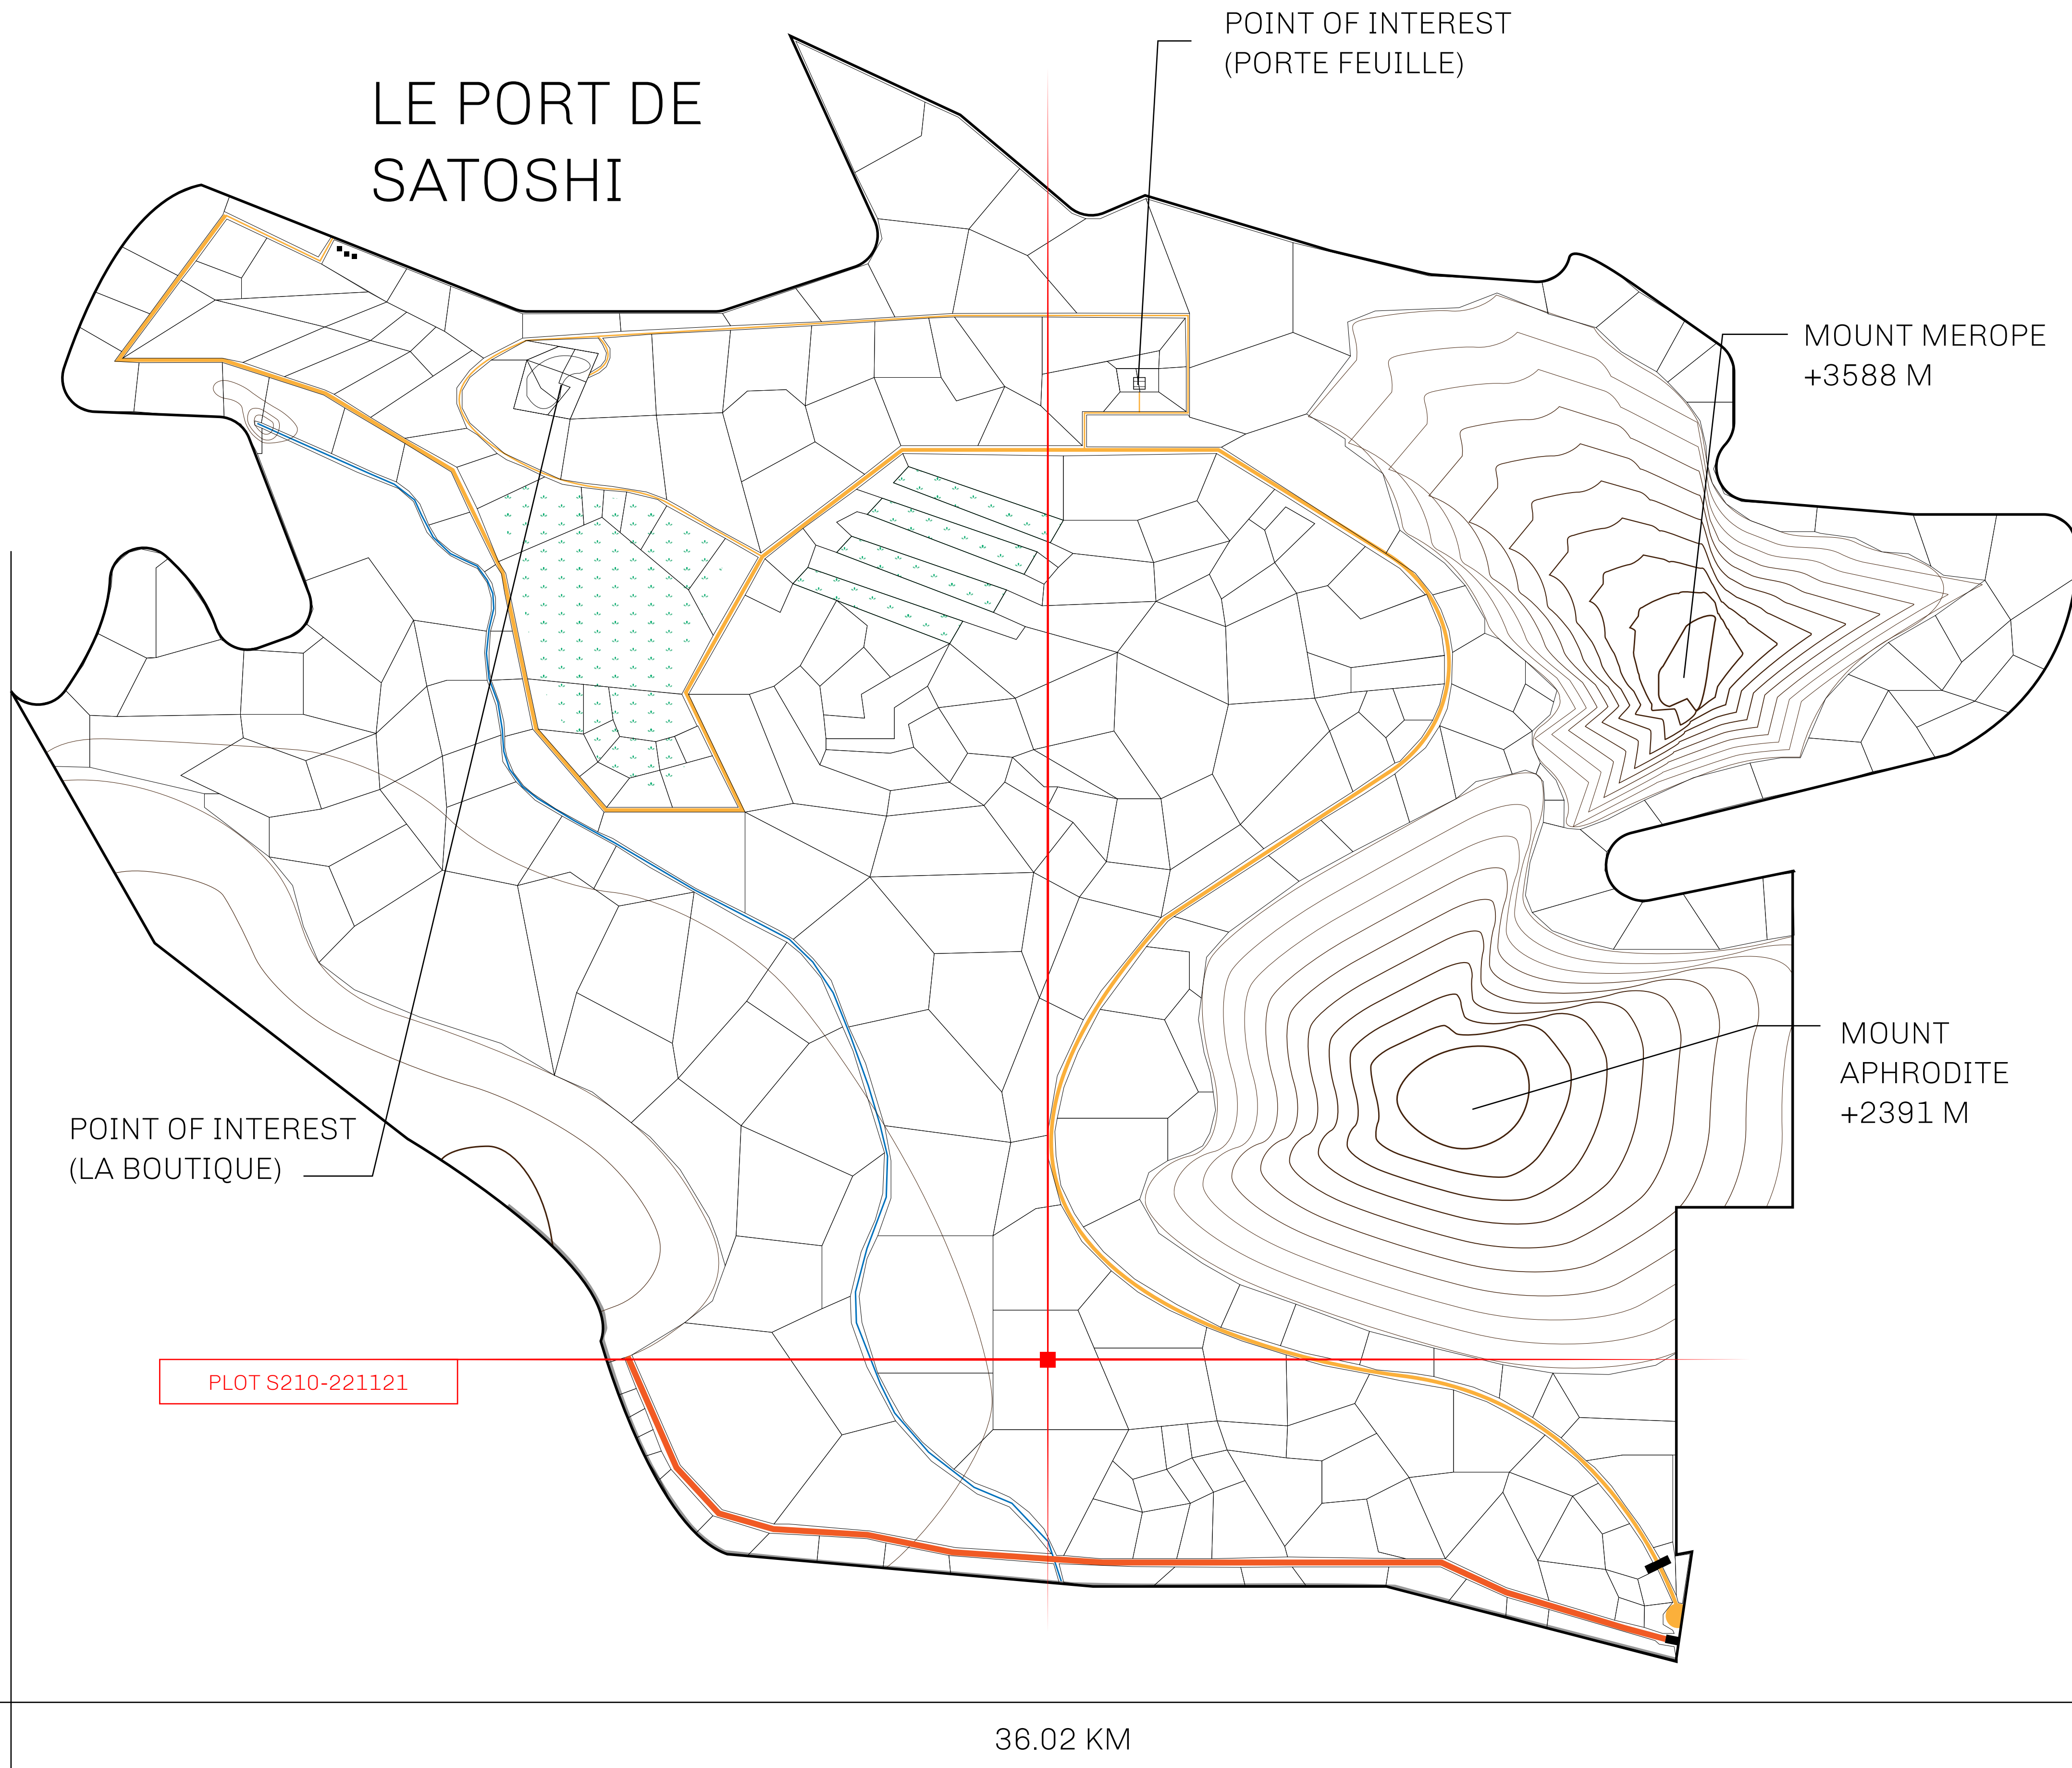 POINT OF INTEREST
(PORTE FEUILLE)
LE PORT DE
SATOSHI
MOUNT MEROPE
+3588 M
MOUNT
APHRODITE
+2391 M
POINT OF INTEREST
(LA BOUTIQUE)
PLOT S210-221121
36.02 KM